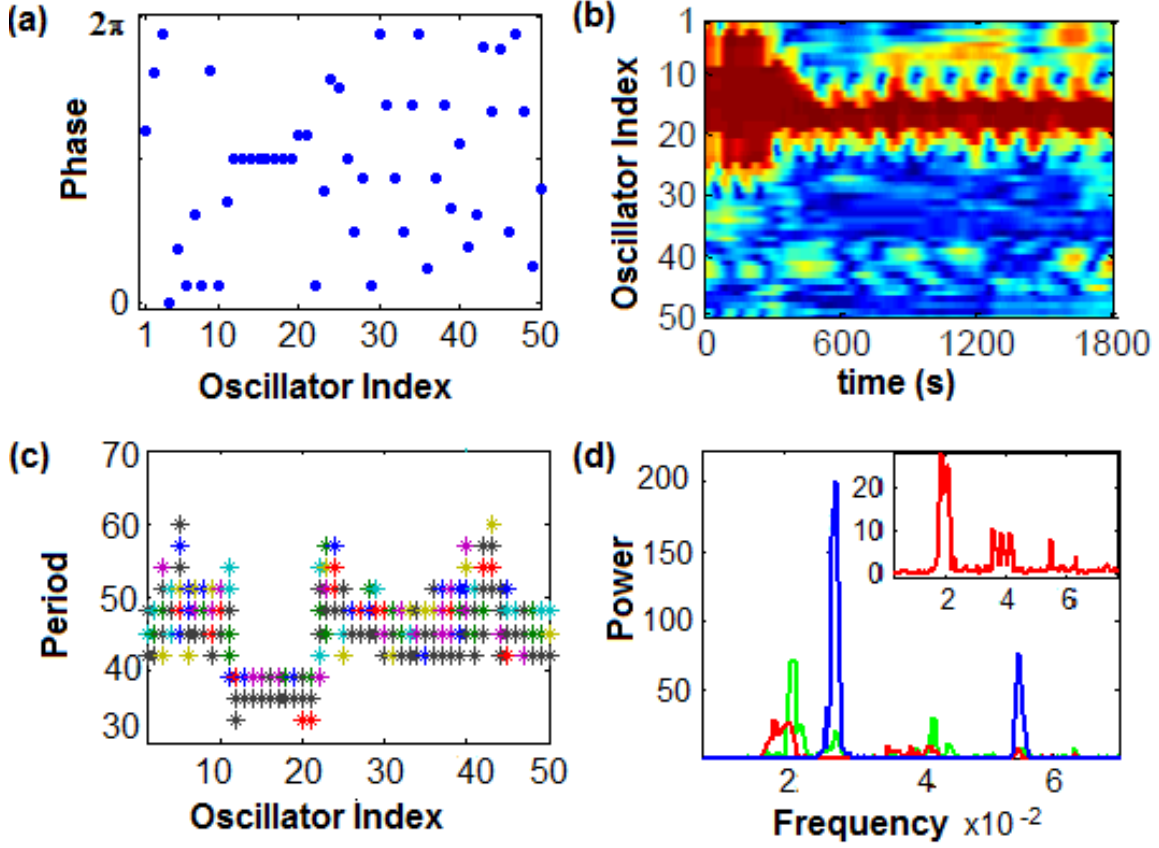 (a)
2π
Phase
0
1 10 20 30 40 50
Oscillator Index
(b)
1
10
20
30
40
50
Oscillator Index
0 600 1200 1800
time (s)
(c)
70
60
50
40
30
Period
10 20 30 40 50
Oscillator Index
(d)
200
150
100
50
Power
20
10
0
2 4 6
2 4 6
Frequency x10 -2